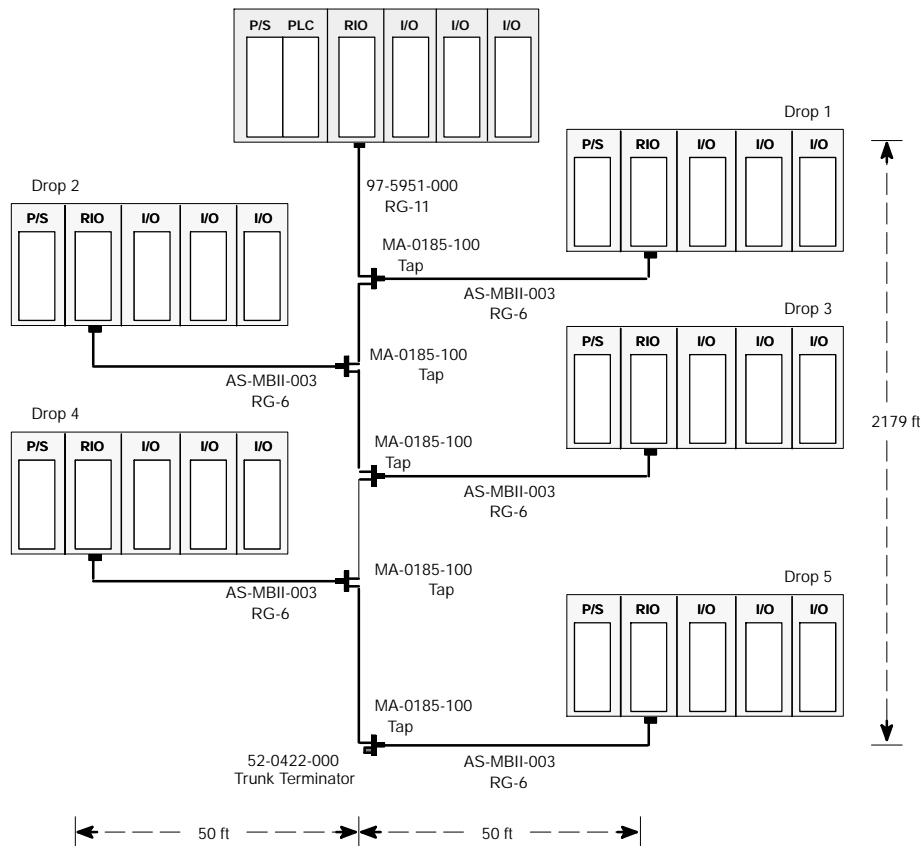 P/S PLC RIO I/O I/O I/O
Drop 1
P/S RIO I/O I/O I/O
97-5951-000
RG-11
Drop 2
P/S RIO I/O I/O I/O
MA-0185-100
Tap
AS-MBII-003
RG-6
Drop 3
P/S RIO I/O I/O I/O
MA-0185-100
Tap
AS-MBII-003
RG-6
Drop 4
P/S RIO I/O I/O I/O
2179 ft
MA-0185-100
Tap
AS-MBII-003
RG-6
MA-0185-100
Tap
AS-MBII-003
RG-6
Drop 5
P/S RIO I/O I/O I/O
MA-0185-100
Tap
52-0422-000
Trunk Terminator
AS-MBII-003
RG-6
50 ft 50 ft